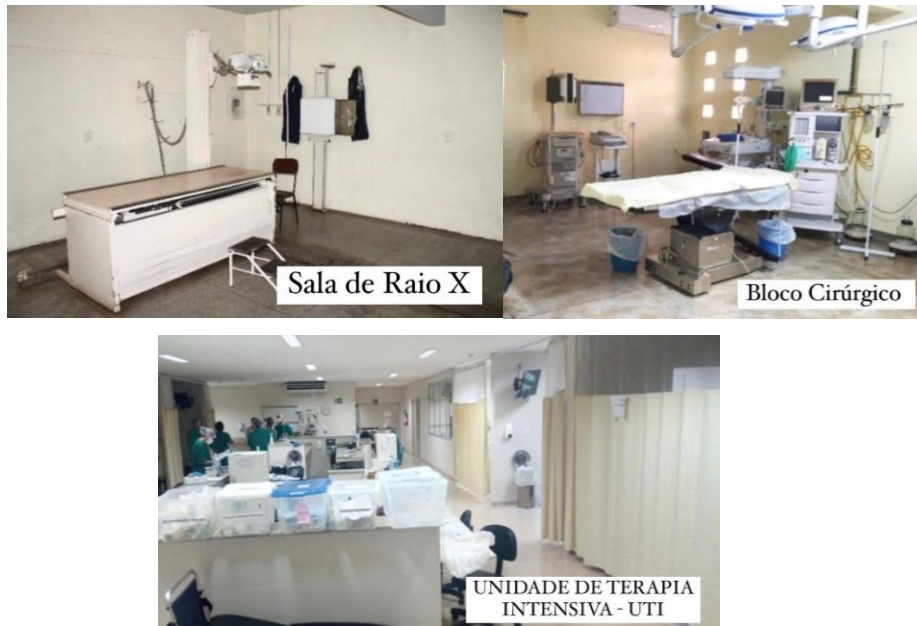 Sala de Raio X
Bloco Cirúrgico
UNIDADE DE TERAPIA
INTENSIVA - UTI